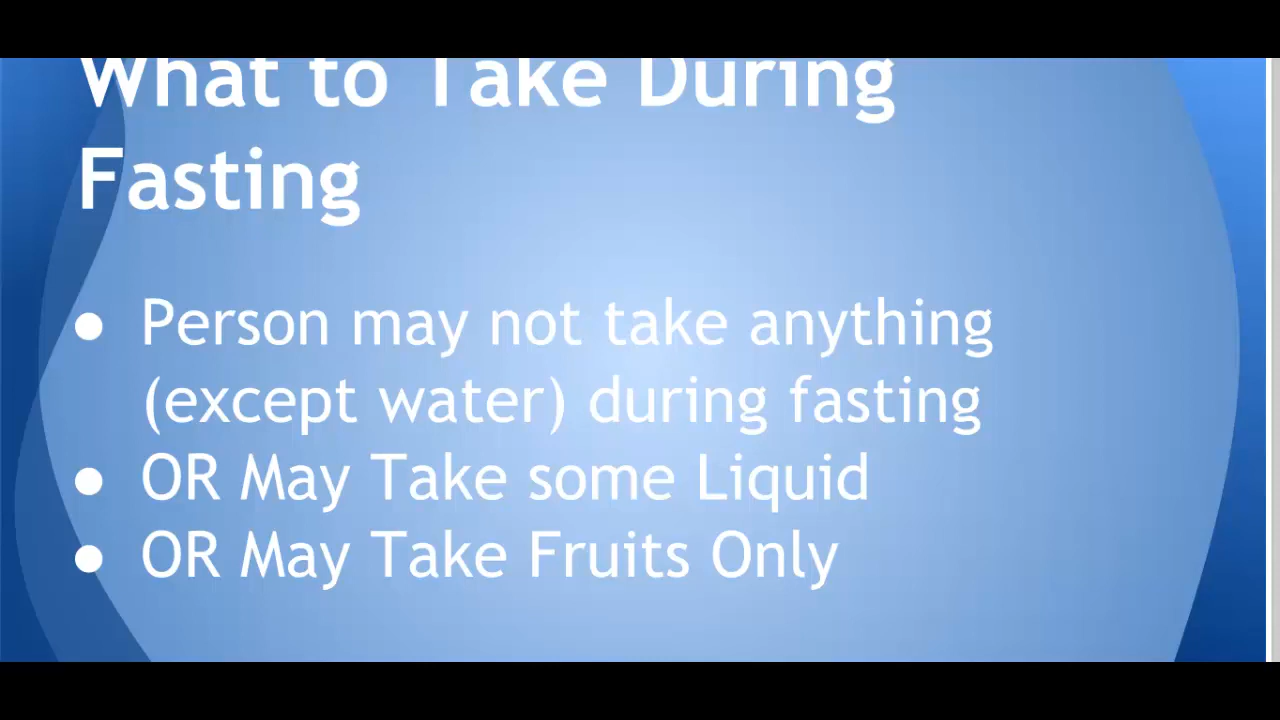 What to Take During
Fasting
● Person may not take anything
(except water) during fasting
● OR May Take some Liquid
● OR May Take Fruits Only